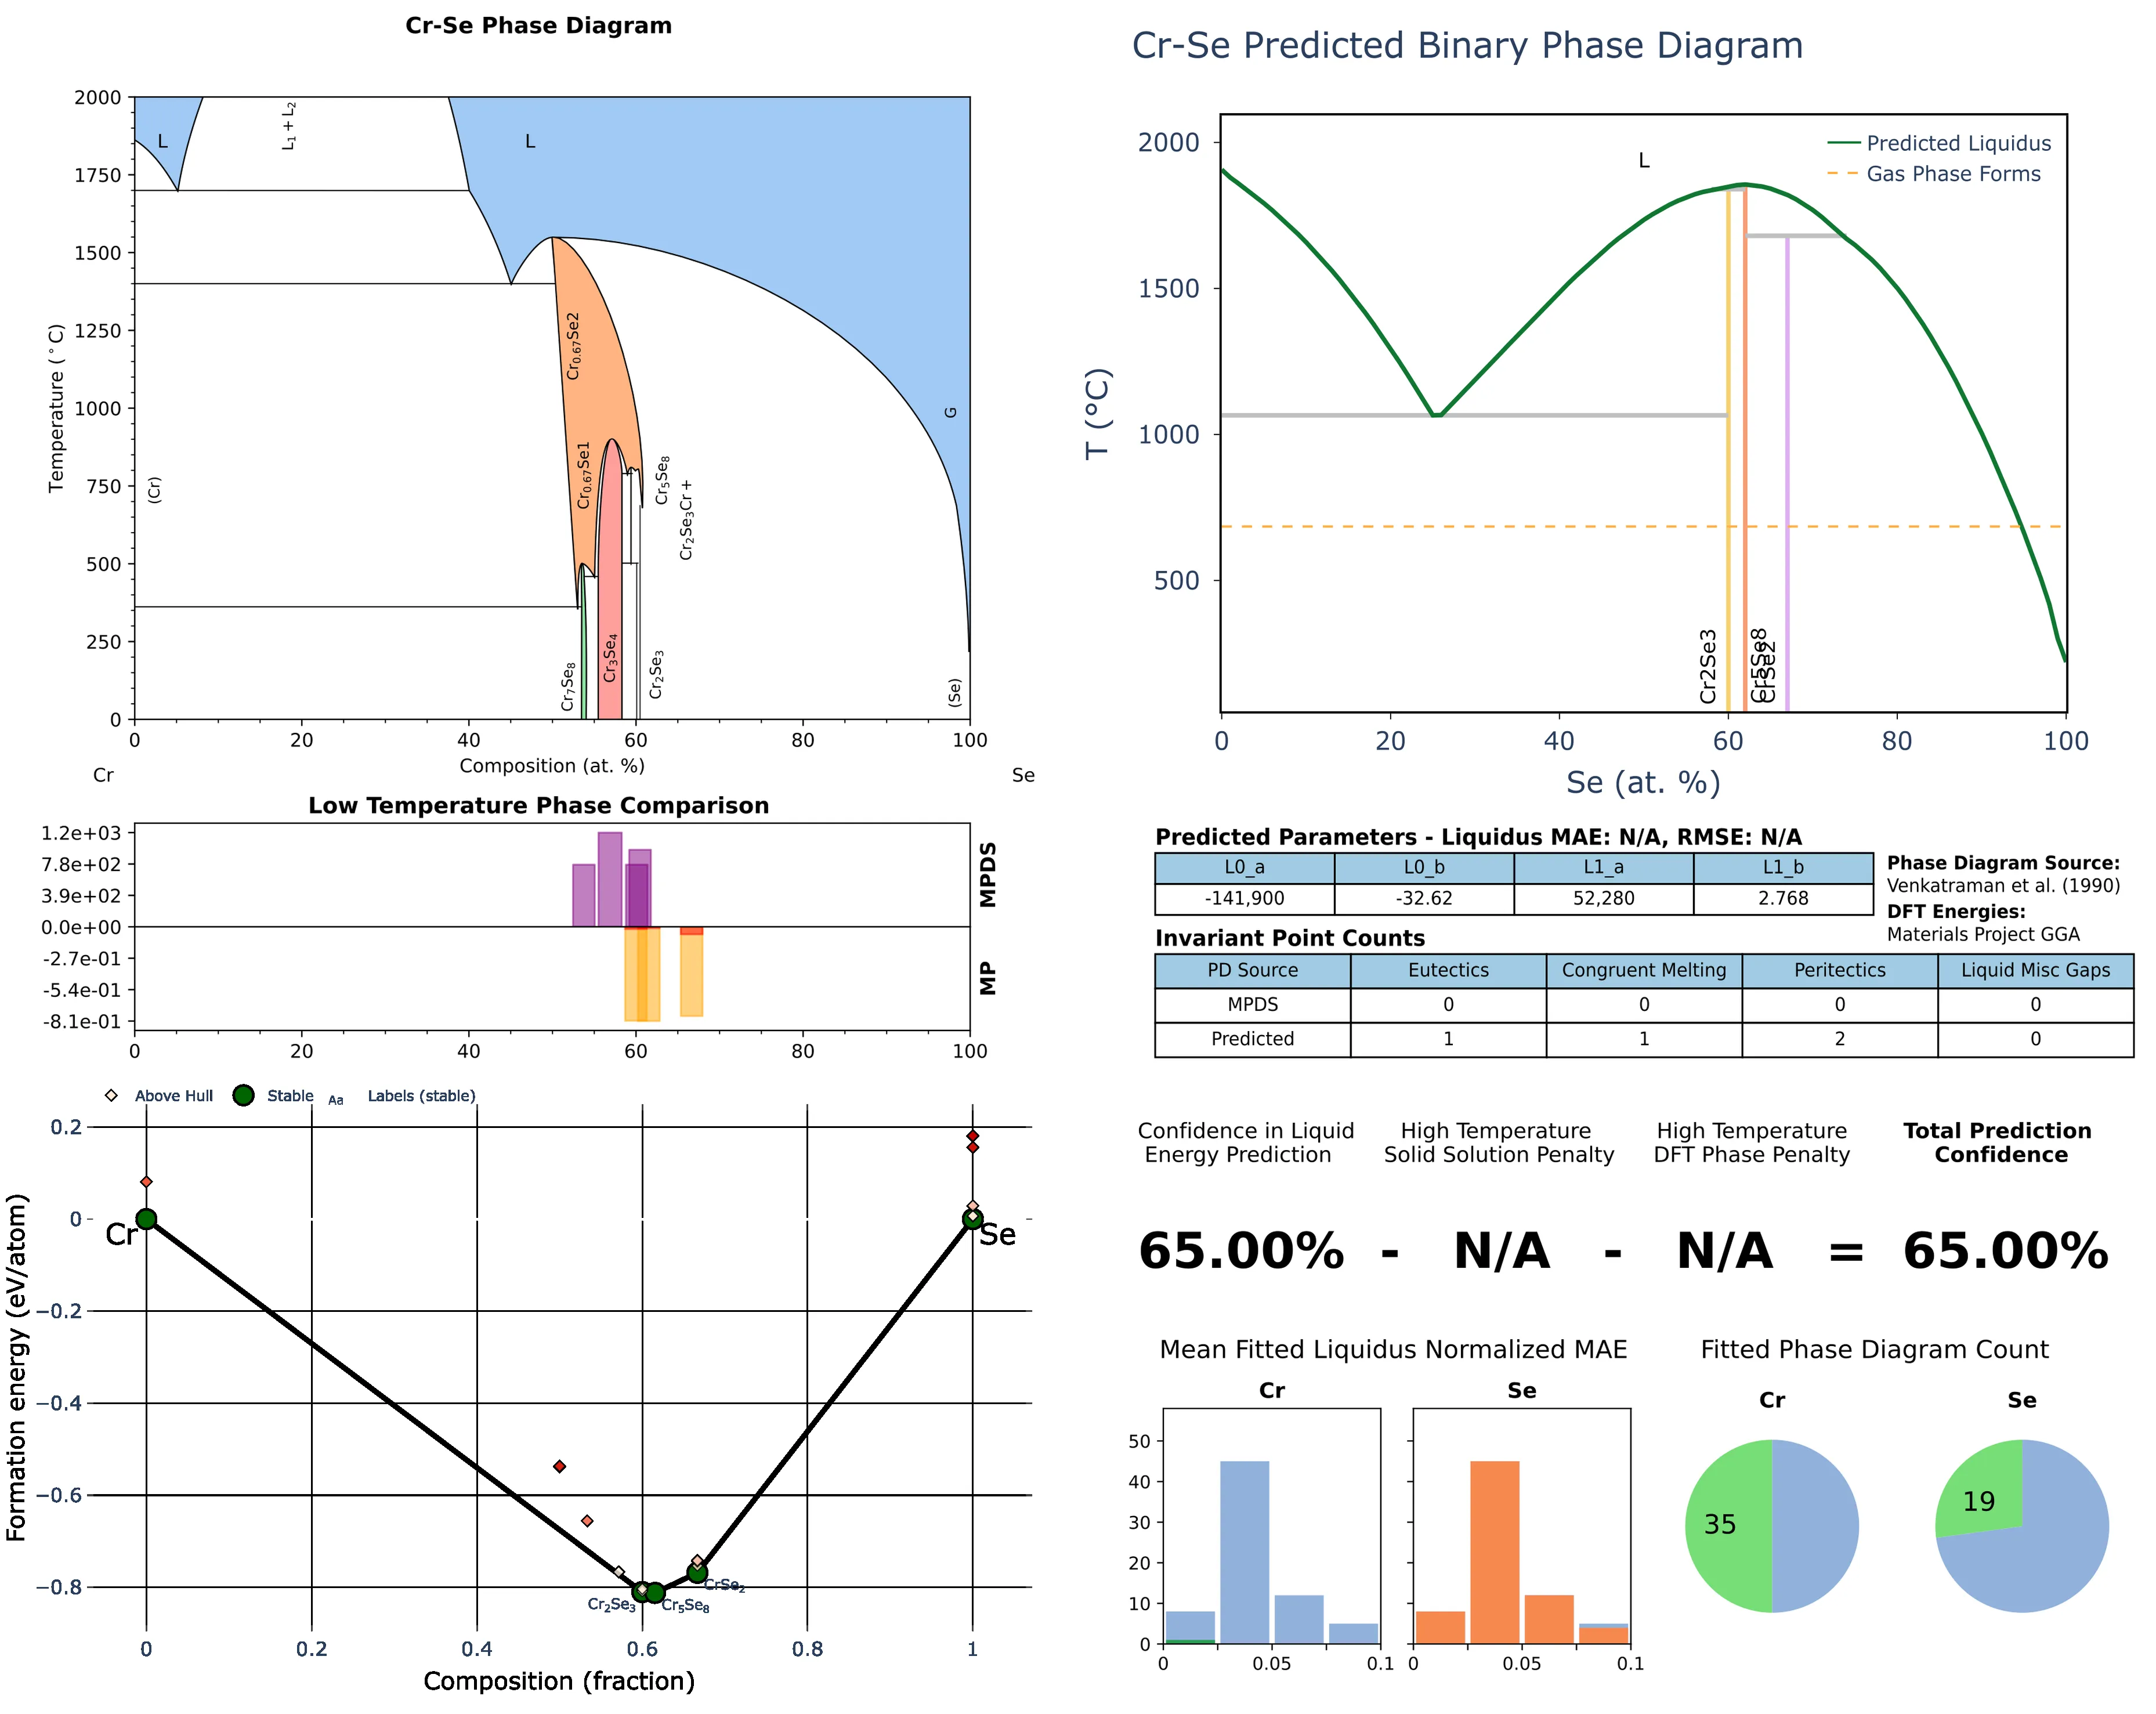 Cr-Se Phase Diagram
2000
1750
1500
1250
1000
750
500
250
0
Temperature (°C)
L
L1 + L2
L
G
(Cr)
Cr0.67Se2
Cr0.67Se1
Cr5Se8
Cr2Se3Cr +
Cr7Se8
Cr3Se4
Cr2Se3
(Se)
0 20 40 60 80 100
Composition (at. %)
Cr Se
Low Temperature Phase Comparison
1.2e+03
7.8e+02
3.9e+02
0.0e+00
-2.7e-01
-5.4e-01
-8.1e-01
MPDS
MP
0 20 40 60 80 100
Above Hull Stable Aa Labels (stable)
0.2
0
−0.2
−0.4
−0.6
−0.8
Formation energy (eV/atom)
Cr Se
Cr2Se3 Cr5Se8 CrSe2
0 0.2 0.4 0.6 0.8 1
Composition (fraction)
Cr-Se Predicted Binary Phase Diagram
2000
1500
1000
500
T (°C)
L
Predicted Liquidus
Gas Phase Forms
Cr2Se3
Cr5Se8
CrSe2
0 20 40 60 80 100
Se (at. %)
Predicted Parameters - Liquidus MAE: N/A, RMSE: N/A
L0_a L0_b L1_a L1_b
-141,900 -32.62 52,280 2.768
Phase Diagram Source:
Venkatraman et al. (1990)
DFT Energies:
Materials Project GGA
Invariant Point Counts
PD Source Eutectics Congruent Melting Peritectics Liquid Misc Gaps
MPDS 0 0 0 0
Predicted 1 1 2 0
Confidence in Liquid
Energy Prediction
High Temperature
Solid Solution Penalty
High Temperature
DFT Phase Penalty
Total Prediction
Confidence
65.00% - N/A - N/A = 65.00%
Mean Fitted Liquidus Normalized MAE
Cr Se
50
40
30
20
10
0
0 0.05 0.1
0 0.05 0.1
Fitted Phase Diagram Count
Cr Se
35
19